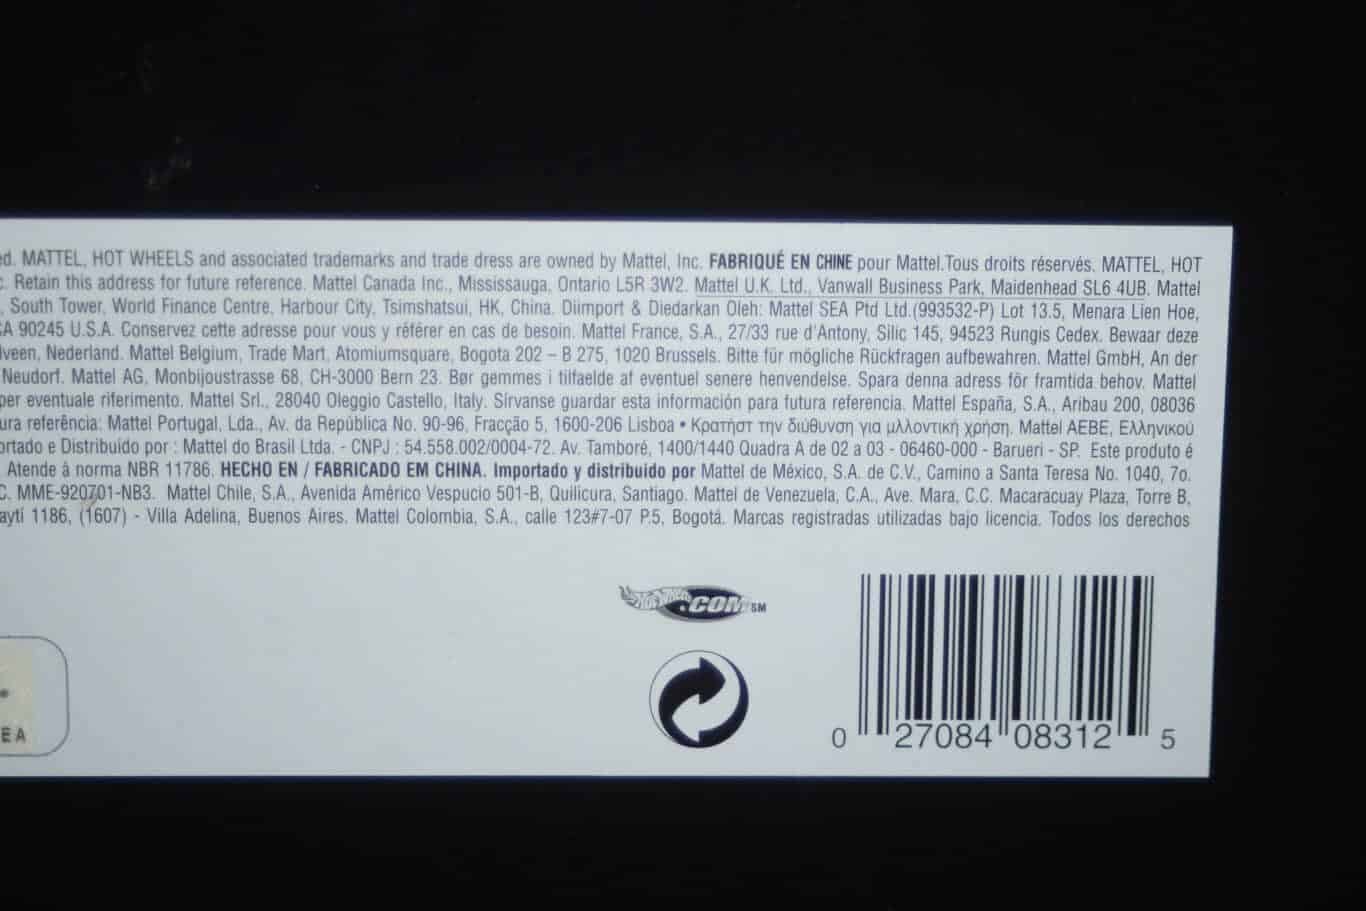 ed. MATTEL, HOT WHEELS and associated trademarks and trade dress are owned by Mattel, Inc. FABRIQUÉ EN CHINE pour Mattel.Tous droits réservés. MATTEL, HOT
c. Retain this address for future reference. Mattel Canada Inc., Mississauga, Ontario L5R 3W2. Mattel U.K. Ltd., Vanwall Business Park, Maidenhead SL6 4UB. Mattel
, South Tower, World Finance Centre, Harbour City, Tsimshatsui, HK, China. Diimport & Diedarkan Oleh: Mattel SEA Ptd Ltd.(993532-P) Lot 13.5, Menara Lien Hoe,
CA 90245 U.S.A. Conservez cette adresse pour vous y référer en cas de besoin. Mattel France, S.A., 27/33 rue d'Antony, Silic 145, 94523 Rungis Cedex. Bewaar deze
lveen, Nederland. Mattel Belgium, Trade Mart, Atomiumsquare, Bogota 202 – B 275, 1020 Brussels. Bitte für mögliche Rückfragen aufbewahren. Mattel GmbH, An der
Neudorf. Mattel AG, Monbijoustrasse 68, CH-3000 Bern 23. Bør gemmes i tilfaelde af eventuel senere henvendelse. Spara denna adress för framtida behov. Mattel
per eventuale riferimento. Mattel Srl., 28040 Oleggio Castello, Italy. Sírvanse guardar esta información para futura referencia. Mattel España, S.A., Aribau 200, 08036
ura referência: Mattel Portugal, Lda., Av. da República No. 90-96, Fracção 5, 1600-206 Lisboa • Κρατήστ την διύθυνση για μλλοντική χρήση. Mattel AEBE, Ελληνικού
ortado e Distribuido por : Mattel do Brasil Ltda. - CNPJ : 54.558.002/0004-72. Av. Tamboré, 1400/1440 Quadra A de 02 a 03 - 06460-000 - Barueri - SP. Este produto é
. Atende à norma NBR 11786. HECHO EN / FABRICADO EM CHINA. Importado y distribuido por Mattel de México, S.A. de C.V., Camino a Santa Teresa No. 1040, 7o.
C. MME-920701-NB3. Mattel Chile, S.A., Avenida Américo Vespucio 501-B, Quilicura, Santiago. Mattel de Venezuela, C.A., Ave. Mara, C.C. Macaracuay Plaza, Torre B,
aytí 1186, (1607) - Villa Adelina, Buenos Aires. Mattel Colombia, S.A., calle 123#7-07 P.5, Bogotá. Marcas registradas utilizadas bajo licencia. Todos los derechos
Hot Wheels .COM SM
EA
0 27084 08312 5